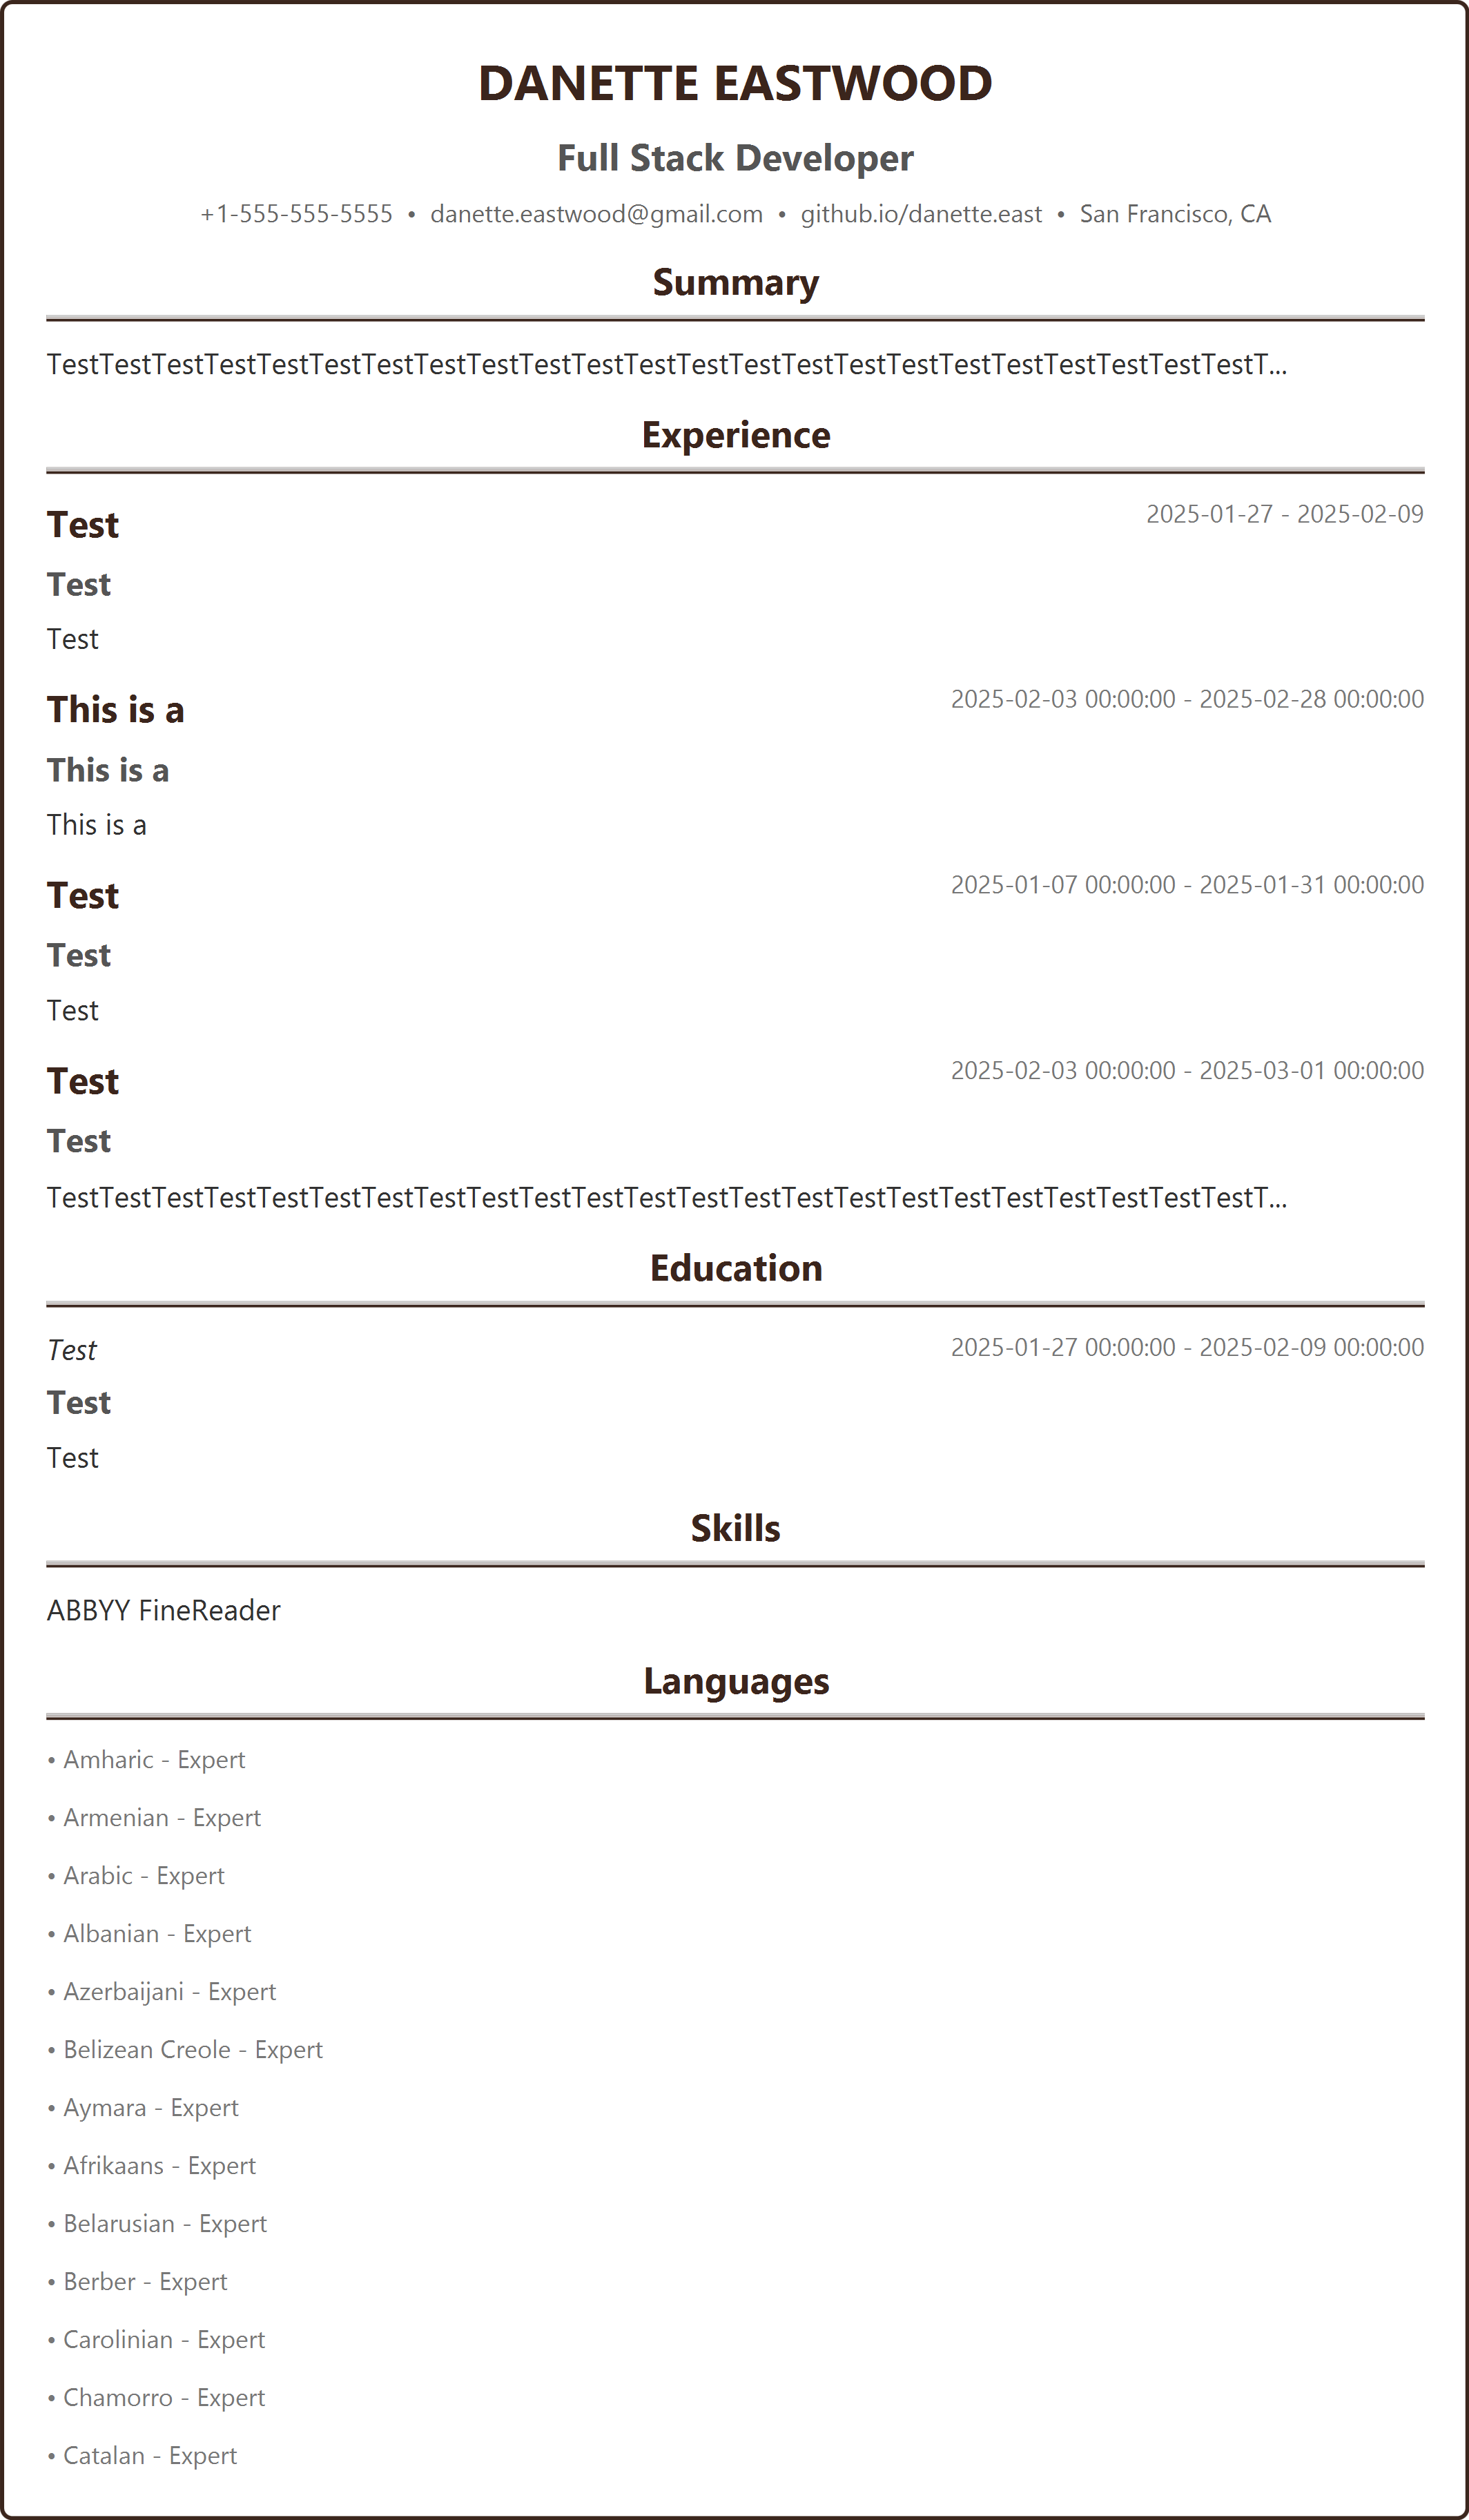 DANETTE EASTWOOD
Full Stack Developer
+1-555-555-5555 • danette.eastwood@gmail.com • github.io/danette.east • San Francisco, CA
Summary
TestTestTestTestTestTestTestTestTestTestTestTestTestTestTestTestTestTestTestTestTestTestTestT...
Experience
Test 2025-01-27 - 2025-02-09
Test
Test
This is a 2025-02-03 00:00:00 - 2025-02-28 00:00:00
This is a
This is a
Test 2025-01-07 00:00:00 - 2025-01-31 00:00:00
Test
Test
Test 2025-02-03 00:00:00 - 2025-03-01 00:00:00
Test
TestTestTestTestTestTestTestTestTestTestTestTestTestTestTestTestTestTestTestTestTestTestTestT...
Education
Test 2025-01-27 00:00:00 - 2025-02-09 00:00:00
Test
Test
Skills
ABBYY FineReader
Languages
• Amharic - Expert
• Armenian - Expert
• Arabic - Expert
• Albanian - Expert
• Azerbaijani - Expert
• Belizean Creole - Expert
• Aymara - Expert
• Afrikaans - Expert
• Belarusian - Expert
• Berber - Expert
• Carolinian - Expert
• Chamorro - Expert
• Catalan - Expert